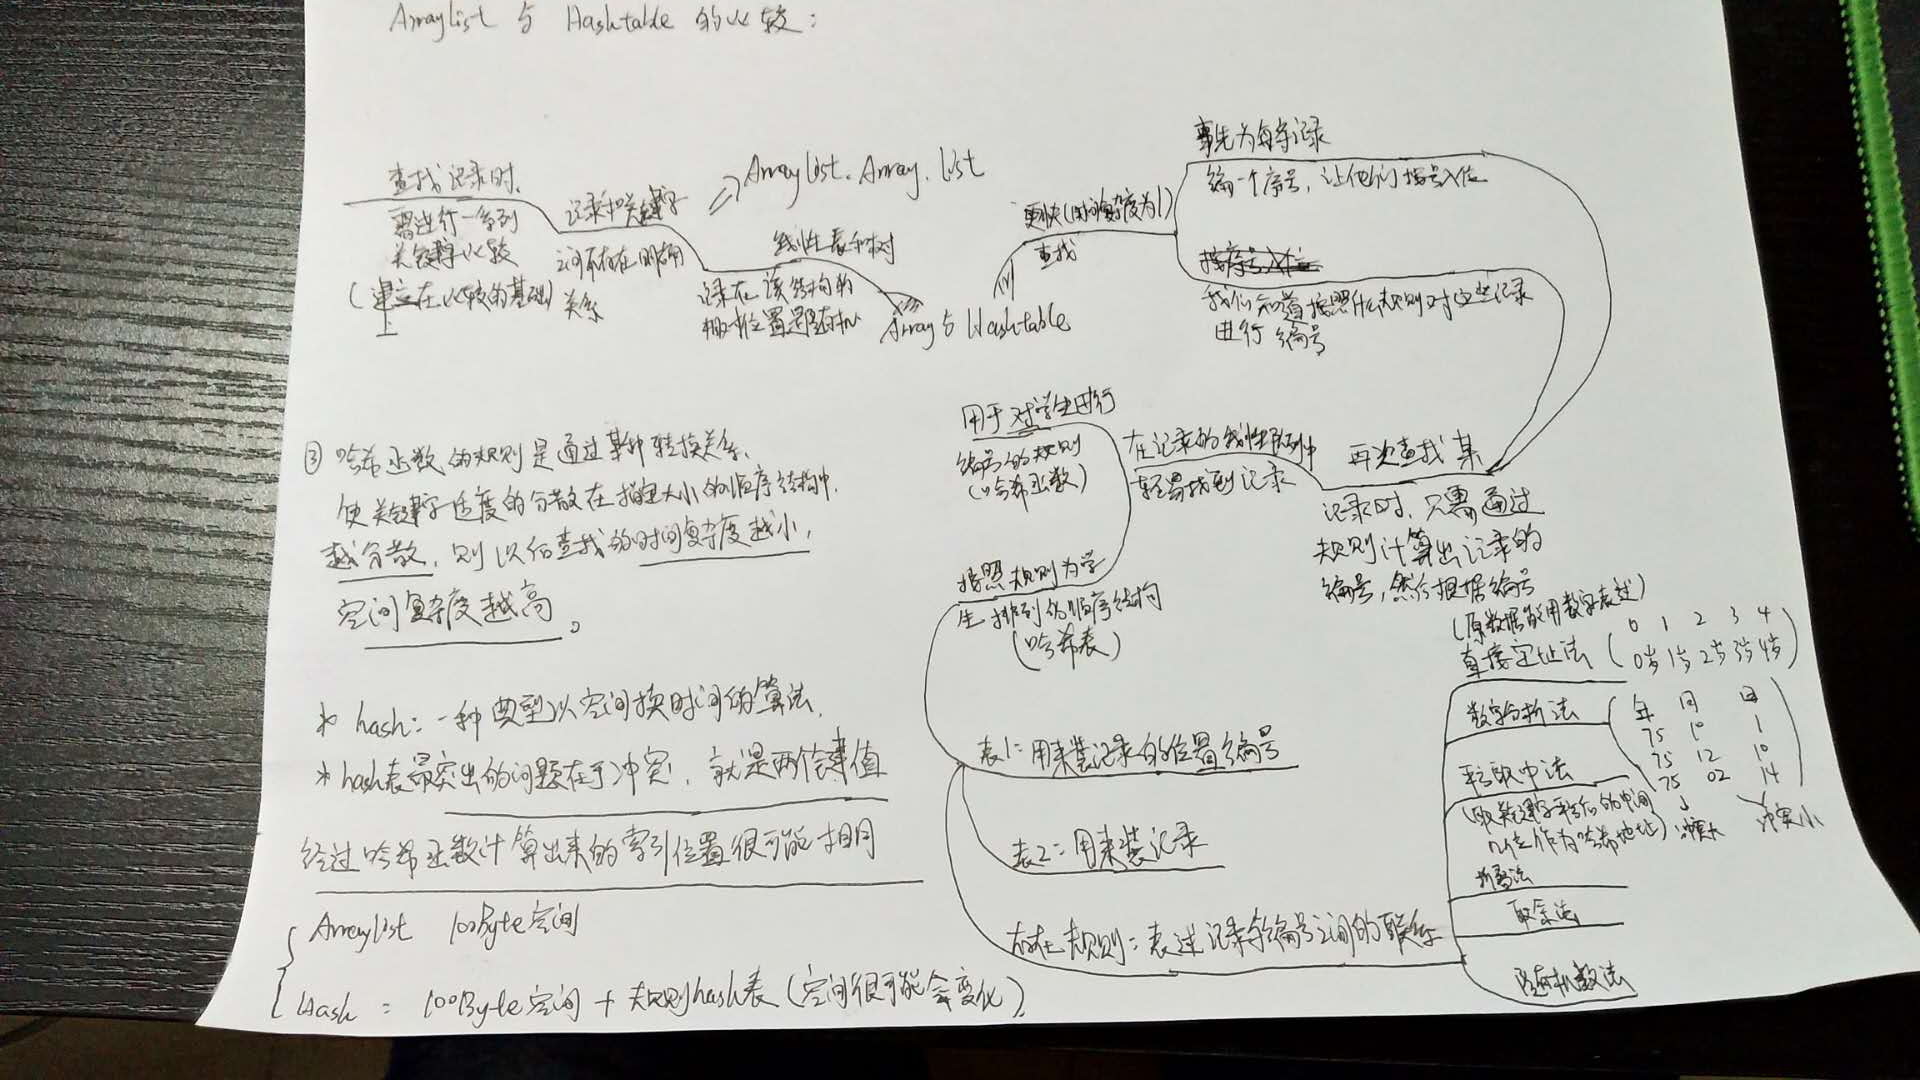 Arraylist 与 Hashtable 的比较:
查找记录时,
需进行一系列
关键字比较
(建立在比较的基础)
上
记录和关键字
之间不存在明确
关系
=> Arraylist. Array. list
线性表和树
记录在该结构的
相对位置是随机
Array 与 Hashtable
更快(时间复杂度为1)
查找
事先为每条记录
编一个序号, 让他们按号入位
按序号入位
我们知道按照什么规则对这些记录
进行编号
再次查找某
记录时, 只需通过
规则计算出记录的
编号, 然后根据编号
在记录的线性队列中
轻易找到记录
用于对学生进行
编号的规则
(哈希函数)
按照规则为学
生排列的顺序结构
(哈希表)
表1: 用来装记录的位置编号
表2: 用来装记录
存在规则: 表述记录与编号之间的联系
(原数据能用数字表述)
直接定址法 ( 0 1 2 3 4
0岁 1岁 2岁 3岁 4岁 )
数字分析法 ( 年 月 日
75 10 1
75 12 10
75 02 14 )
↓ 冲突大 冲突小
平方取中法
(取关键字平方后的中间
几位作为哈希地址)
折叠法
取余法
随机数法
③ 哈希函数的规则是通过某种转换关系,
使关键字适度的分散在指定大小的顺序结构中,
越分散, 则以后查找的时间复杂度越小,
空间复杂度越高。
* hash: 一种典型以空间换时间的算法,
* hash表最突出的问题在于冲突, 就是两个键值
经过哈希函数计算出来的索引位置很可能相同
{ Arraylist 100Byte空间
Hash : 100Byte空间 + 规则hash表 (空间很可能会变化).